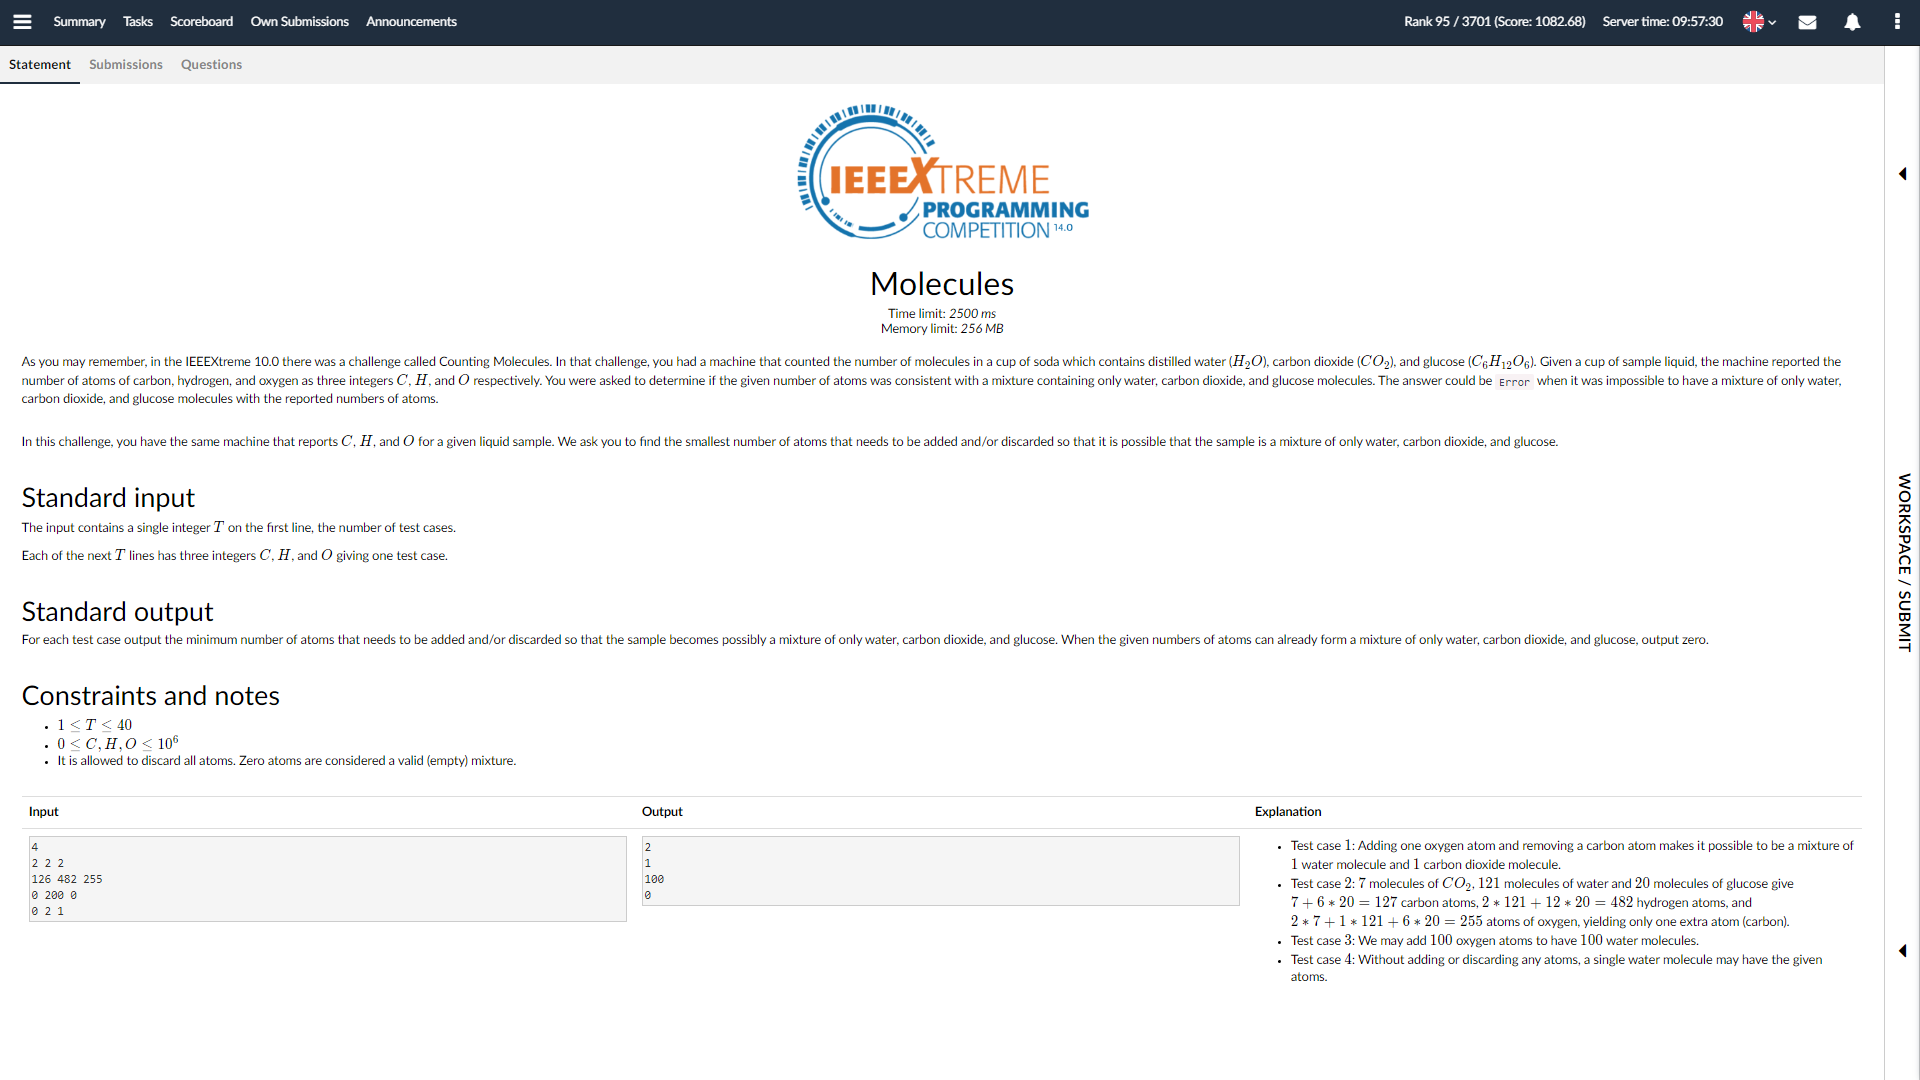 Summary Tasks Scoreboard Own Submissions Announcements Rank 95 / 3701 (Score: 1082.68) Server time: 09:57:30
Statement Submissions Questions
IEEEXTREME
PROGRAMMING
COMPETITION 14.0
Molecules
Time limit: 2500 ms
Memory limit: 256 MB
As you may remember, in the IEEEXtreme 10.0 there was a challenge called Counting Molecules. In that challenge, you had a machine that counted the number of molecules in a cup of soda which contains distilled water (H₂O), carbon dioxide (CO₂), and glucose (C₆H₁₂O₆). Given a cup of sample liquid, the machine reported the
number of atoms of carbon, hydrogen, and oxygen as three integers C, H, and O respectively. You were asked to determine if the given number of atoms was consistent with a mixture containing only water, carbon dioxide, and glucose molecules. The answer could be Error when it was impossible to have a mixture of only water,
carbon dioxide, and glucose molecules with the reported numbers of atoms.
In this challenge, you have the same machine that reports C, H, and O for a given liquid sample. We ask you to find the smallest number of atoms that needs to be added and/or discarded so that it is possible that the sample is a mixture of only water, carbon dioxide, and glucose.
Standard input
The input contains a single integer T on the first line, the number of test cases.
Each of the next T lines has three integers C, H, and O giving one test case.
Standard output
For each test case output the minimum number of atoms that needs to be added and/or discarded so that the sample becomes possibly a mixture of only water, carbon dioxide, and glucose. When the given numbers of atoms can already form a mixture of only water, carbon dioxide, and glucose, output zero.
Constraints and notes
• 1 ≤ T ≤ 40
• 0 ≤ C, H, O ≤ 10⁶
• It is allowed to discard all atoms. Zero atoms are considered a valid (empty) mixture.
Input Output Explanation
4
2 2 2
126 482 255
0 200 0
0 2 1
2
1
100
0
• Test case 1: Adding one oxygen atom and removing a carbon atom makes it possible to be a mixture of
1 water molecule and 1 carbon dioxide molecule.
• Test case 2: 7 molecules of CO₂, 121 molecules of water and 20 molecules of glucose give
7 + 6 * 20 = 127 carbon atoms, 2 * 121 + 12 * 20 = 482 hydrogen atoms, and
2 * 7 + 1 * 121 + 6 * 20 = 255 atoms of oxygen, yielding only one extra atom (carbon).
• Test case 3: We may add 100 oxygen atoms to have 100 water molecules.
• Test case 4: Without adding or discarding any atoms, a single water molecule may have the given
atoms.
WORKSPACE / SUBMIT